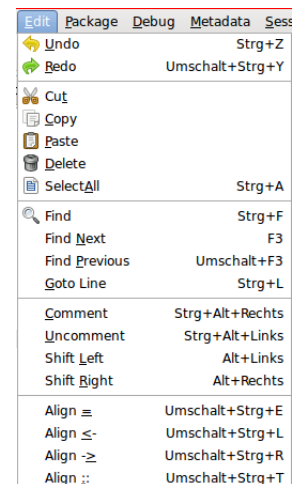 Edit Package Debug Metadata Sess
Undo Strg+Z
Redo Umschalt+Strg+Y
Cut
Copy
Paste
Delete
SelectAll Strg+A
Find Strg+F
Find Next F3
Find Previous Umschalt+F3
Goto Line Strg+L
Comment Strg+Alt+Rechts
Uncomment Strg+Alt+Links
Shift Left Alt+Links
Shift Right Alt+Rechts
Align = Umschalt+Strg+E
Align <- Umschalt+Strg+L
Align -> Umschalt+Strg+R
Align :: Umschalt+Strg+T